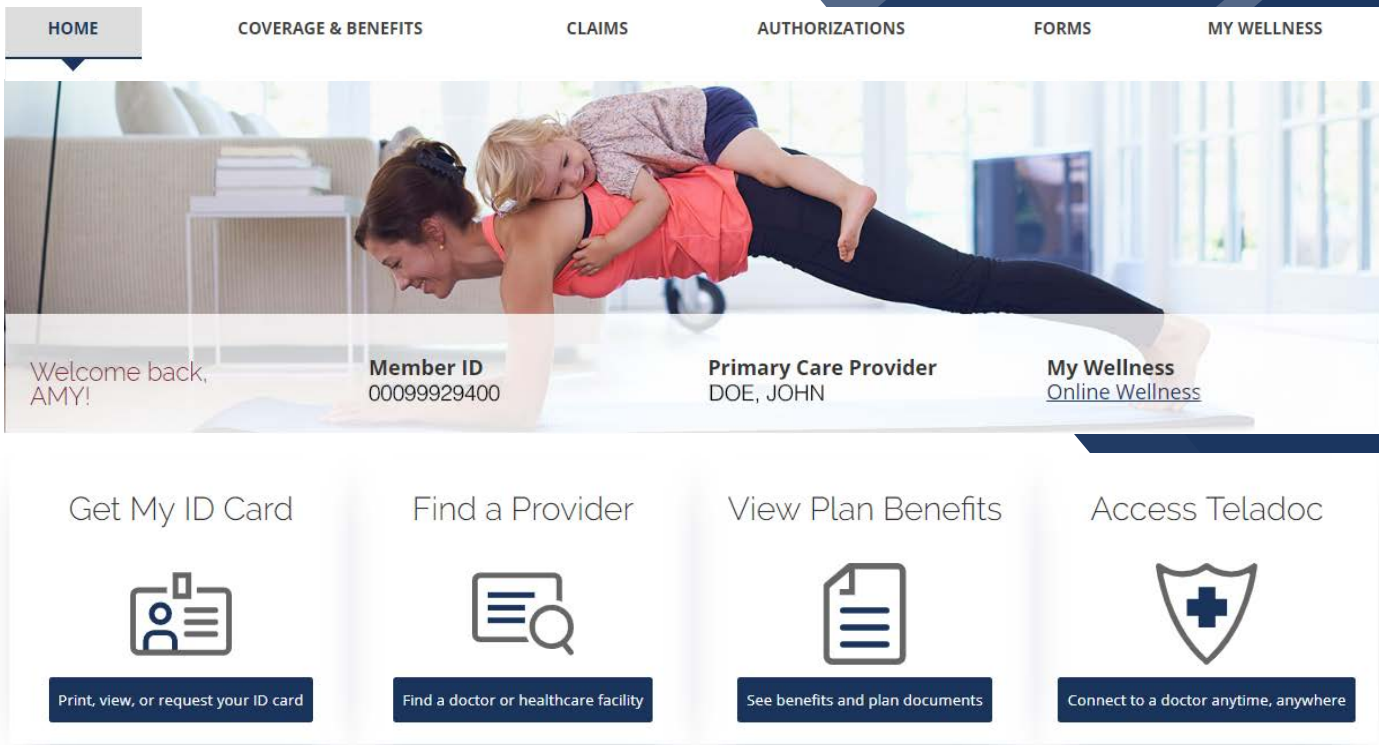 HOME COVERAGE & BENEFITS CLAIMS AUTHORIZATIONS FORMS MY WELLNESS
Welcome back,
AMY!
Member ID
00099929400
Primary Care Provider
DOE, JOHN
My Wellness
Online Wellness
Get My ID Card
Print, view, or request your ID card
Find a Provider
Find a doctor or healthcare facility
View Plan Benefits
See benefits and plan documents
Access Teladoc
Connect to a doctor anytime, anywhere